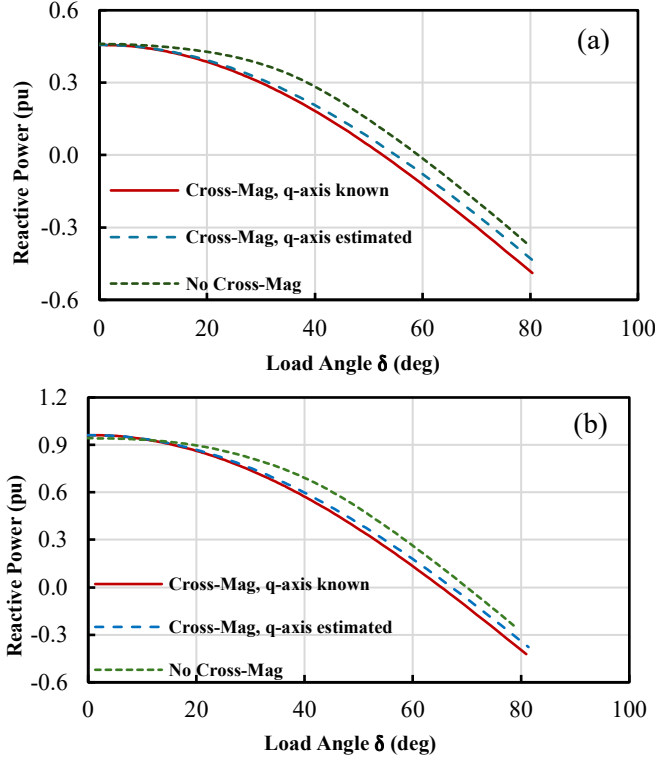 (a)
Reactive Power (pu)
0.6
0.3
0.0
-0.3
-0.6
Cross-Mag, q-axis known
Cross-Mag, q-axis estimated
No Cross-Mag
0 20 40 60 80 100
Load Angle δ (deg)
(b)
Reactive Power (pu)
1.2
0.9
0.6
0.3
0.0
-0.3
-0.6
Cross-Mag, q-axis known
Cross-Mag, q-axis estimated
No Cross-Mag
0 20 40 60 80 100
Load Angle δ (deg)